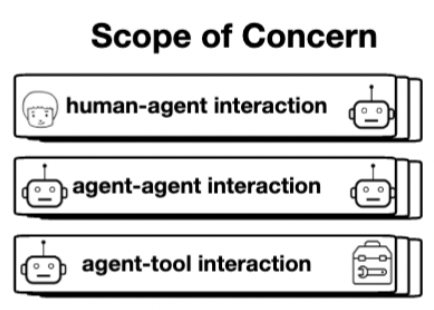 Scope of Concern
human-agent interaction
agent-agent interaction
agent-tool interaction